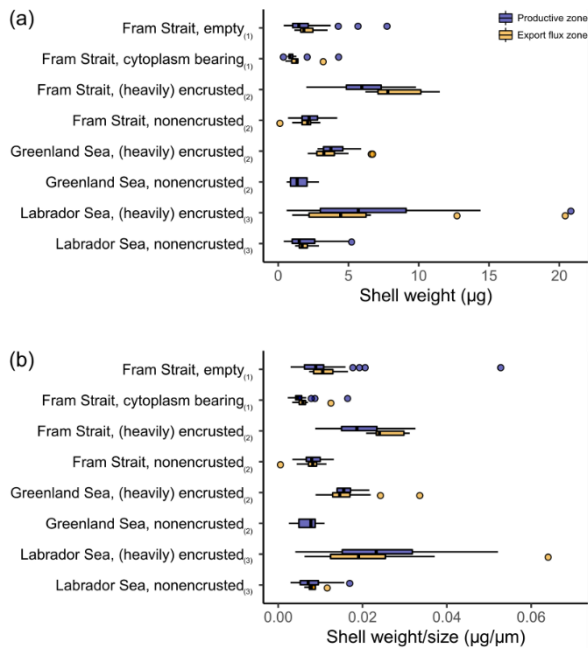 (a)
Productive zone
Export flux zone
Fram Strait, empty(1)
Fram Strait, cytoplasm bearing(1)
Fram Strait, (heavily) encrusted(2)
Fram Strait, nonencrusted(2)
Greenland Sea, (heavily) encrusted(2)
Greenland Sea, nonencrusted(2)
Labrador Sea, (heavily) encrusted(3)
Labrador Sea, nonencrusted(3)
0 5 10 15 20
Shell weight (µg)
(b)
Fram Strait, empty(1)
Fram Strait, cytoplasm bearing(1)
Fram Strait, (heavily) encrusted(2)
Fram Strait, nonencrusted(2)
Greenland Sea, (heavily) encrusted(2)
Greenland Sea, nonencrusted(2)
Labrador Sea, (heavily) encrusted(3)
Labrador Sea, nonencrusted(3)
0.00 0.02 0.04 0.06
Shell weight/size (µg/µm)